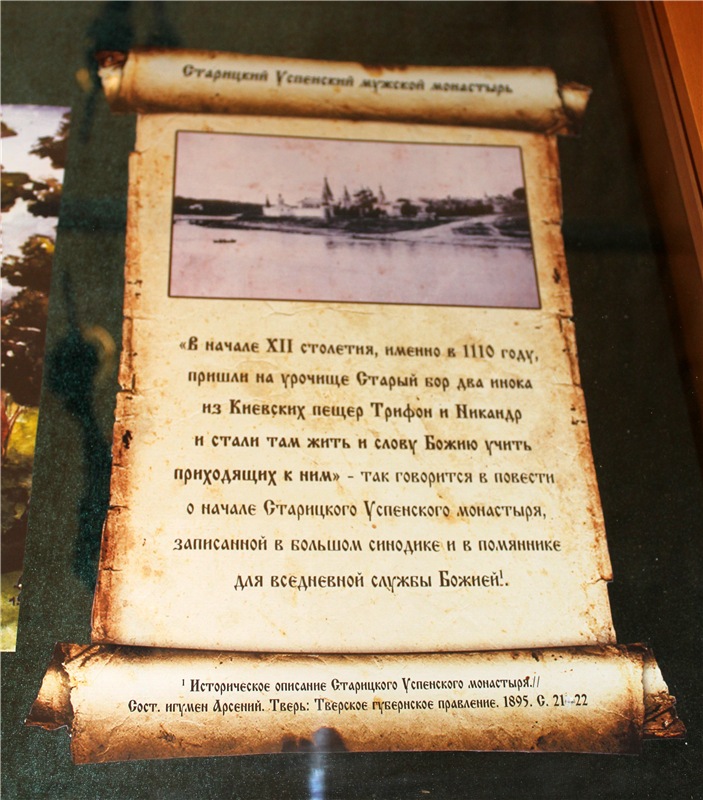 Старицкий Успенский мужской монастырь
«В начале XII столетия, именно в 1110 году,
пришли на урочище Старый бор два инока
из Киевских пещер Трифон и Никандр
и стали там жить и слову Божию учить
приходящих к ним» - так говорится в повести
о начале Старицкого Успенского монастыря,
записанной в большом синодике и в помяннике
для вседневной службы Божией¹.
¹ Историческое описание Старицкого Успенского монастыря.//
Сост. игумен Арсений. Тверь: Тверское губернское правление. 1895. С. 21-22